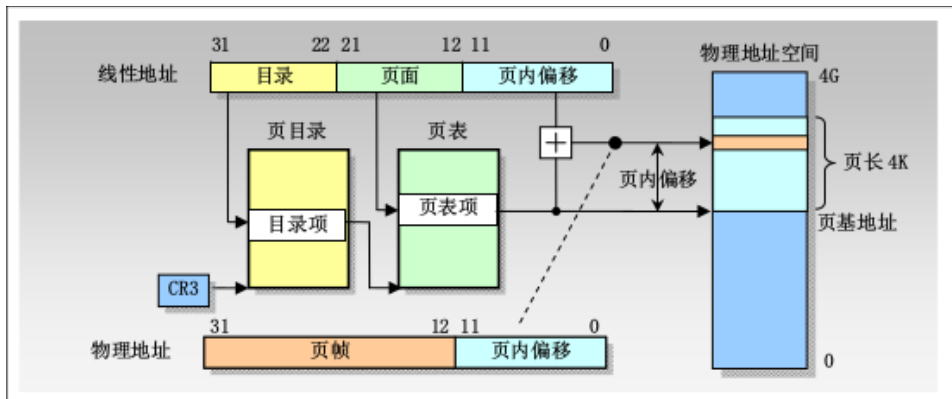 31 22 21 12 11 0
线性地址 目录 页面 页内偏移
物理地址空间
4G
页目录 页表
+
页内偏移
页长 4K
目录项 页表项
页基地址
CR3
31 12 11 0
物理地址 页帧 页内偏移
0